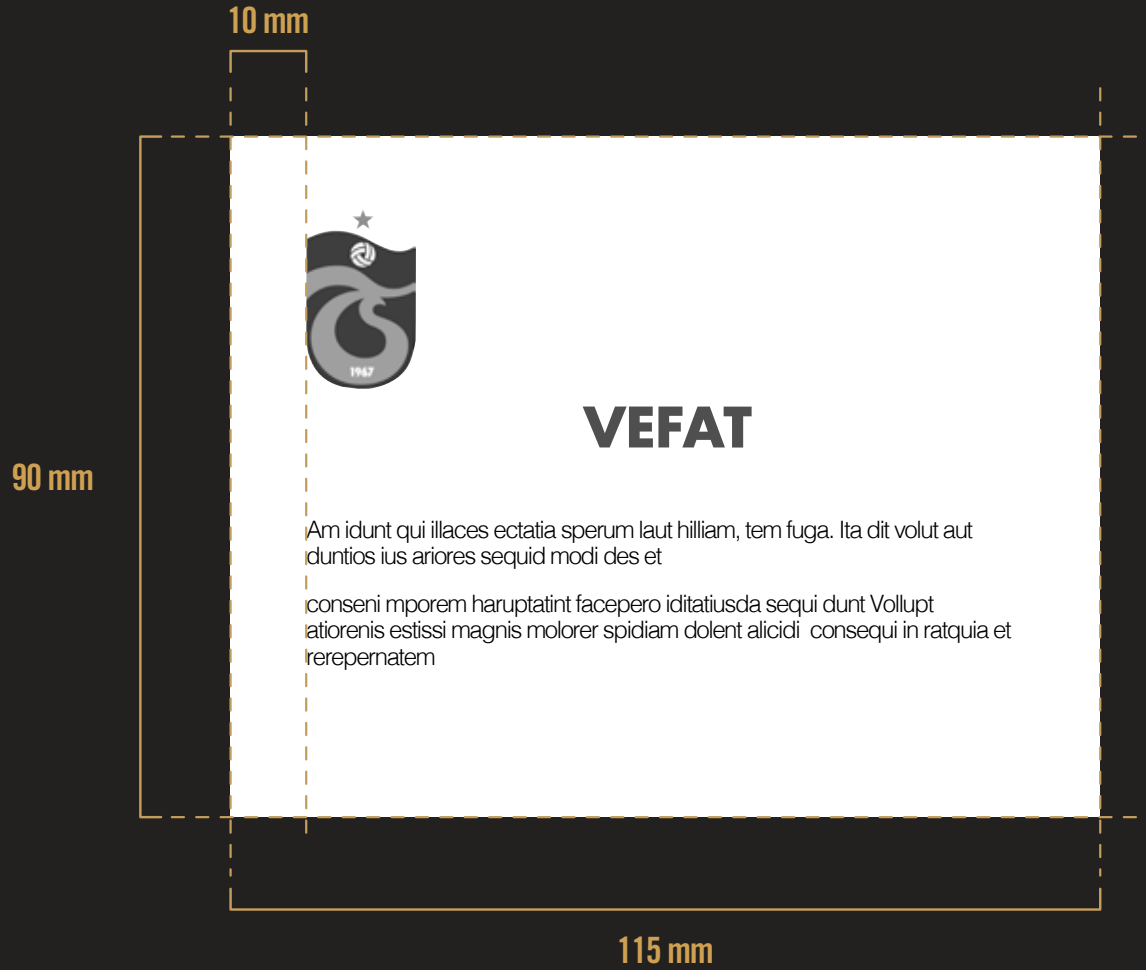 10 mm
1967
VEFAT
90 mm
Am idunt qui illaces ectatia sperum laut hilliam, tem fuga. Ita dit volut aut
duntios ius ariores sequid modi des et
conseni mporem haruptatint facepero iditatiusda sequi dunt Vollupt
atiorenis estissi magnis molorer spidiam dolent alicidi  consequi in ratquia et
rerepernatem
115 mm